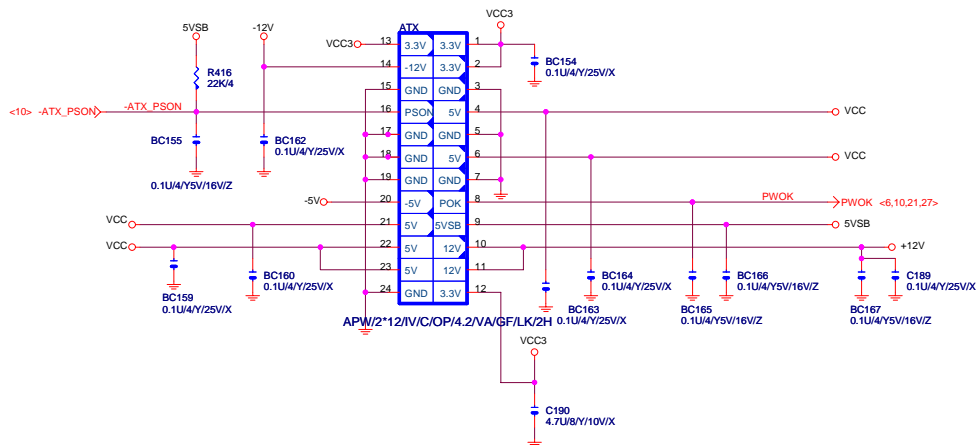 5VSB
-12V
ATX
VCC3
VCC3
13
3.3V
3.3V
1
14
-12V
3.3V
2
15
GND
GND
3
16
PSON
5V
4
17
GND
GND
5
18
GND
5V
6
19
GND
GND
7
20
-5V
POK
8
21
5V
5VSB
9
22
5V
12V
10
23
5V
12V
11
24
GND
3.3V
12
R416
22K/4
BC154
0.1U/4/Y/25V/X
<10> -ATX_PSON
-ATX_PSON
VCC
BC155
0.1U/4/Y5V/16V/Z
BC162
0.1U/4/Y/25V/X
VCC
-5V
PWOK
PWOK <6,10,21,27>
VCC
5VSB
VCC
+12V
BC159
0.1U/4/Y/25V/X
BC160
0.1U/4/Y/25V/X
BC163
0.1U/4/Y/25V/X
BC164
0.1U/4/Y/25V/X
BC165
0.1U/4/Y5V/16V/Z
BC166
0.1U/4/Y5V/16V/Z
BC167
0.1U/4/Y5V/16V/Z
C189
0.1U/4/Y/25V/X
APW/2*12/IV/C/OP/4.2/VA/GF/LK/2H
VCC3
C190
4.7U/8/Y/10V/X